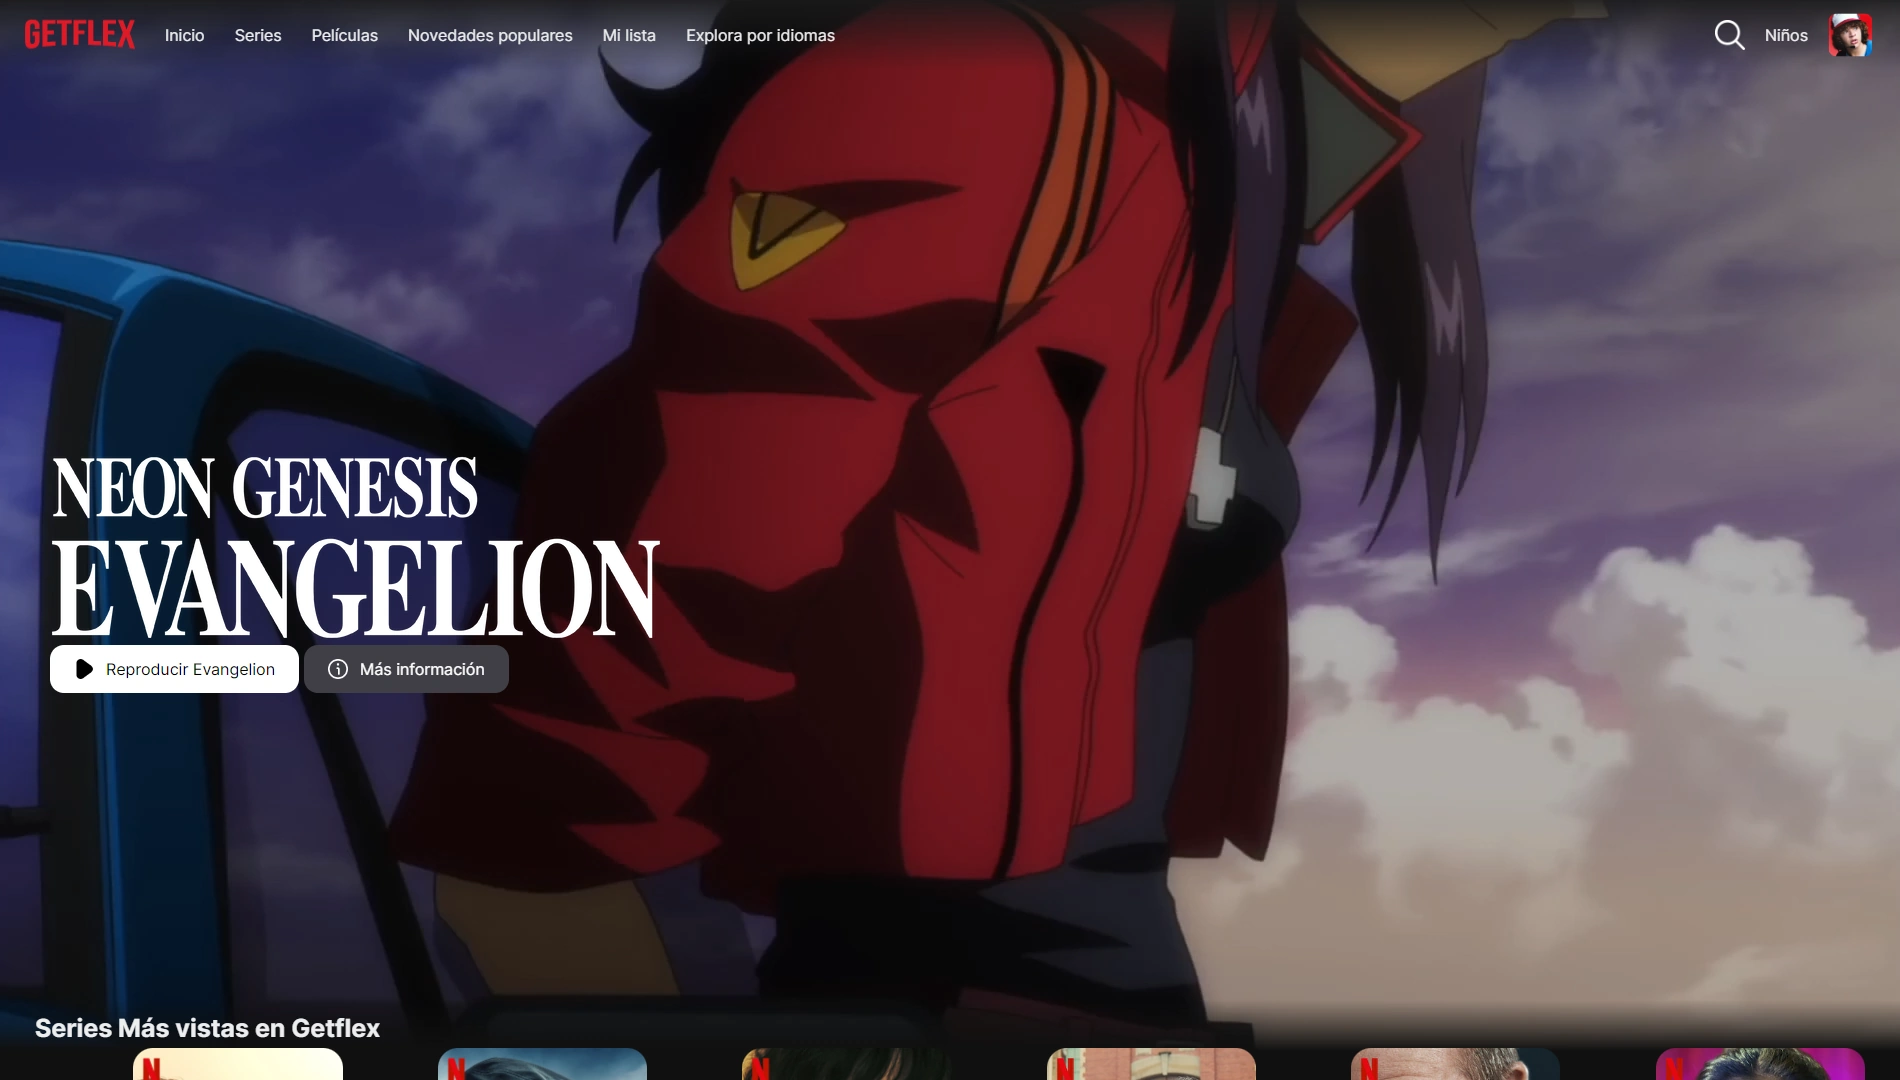 GETFLEX Inicio Series Películas Novedades populares Mi lista Explora por idiomas Niños
NEON GENESIS
EVANGELION
Reproducir Evangelion Más información
Series Más vistas en Getflex
N N N N N N